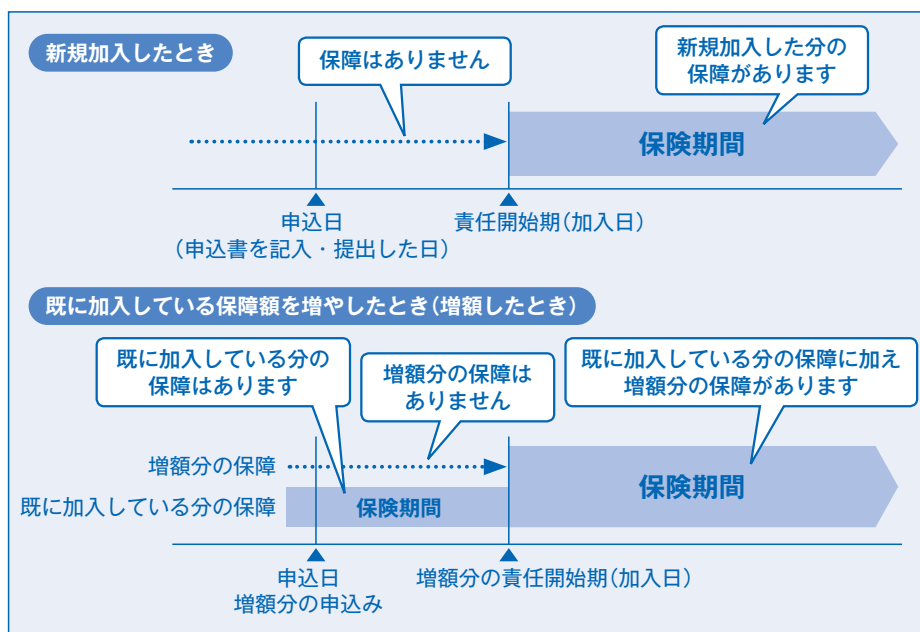 新規加入したとき
保障はありません
新規加入した分の
保障があります
保険期間
申込日
(申込書を記入・提出した日)
責任開始期(加入日)
既に加入している保障額を増やしたとき(増額したとき)
既に加入している分の
保障はあります
増額分の保障は
ありません
既に加入している分の保障に加え
増額分の保障があります
増額分の保障
既に加入している分の保障
保険期間
保険期間
申込日
増額分の申込み
増額分の責任開始期(加入日)